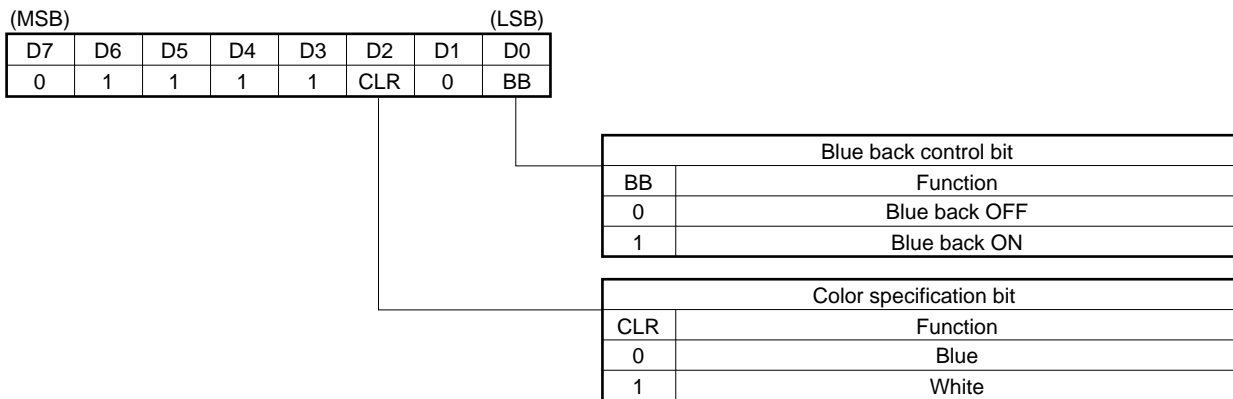 (MSB) (LSB)
D7 D6 D5 D4 D3 D2 D1 D0
0 1 1 1 1 CLR 0 BB
Blue back control bit
BB Function
0 Blue back OFF
1 Blue back ON
Color specification bit
CLR Function
0 Blue
1 White